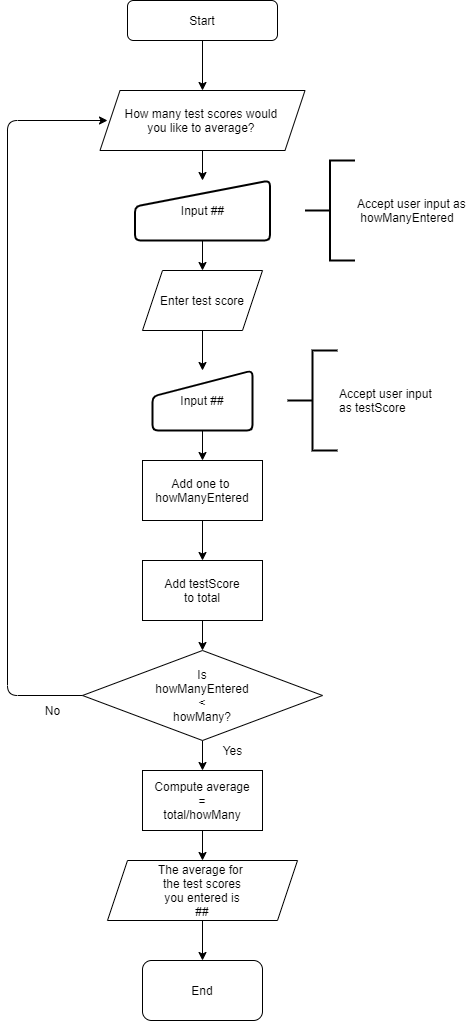 Start
How many test scores would
you like to average?
Input ##
Accept user input as
howManyEntered
Enter test score
Input ##
Accept user input
as testScore
Add one to
howManyEntered
Add testScore
to total
Is
howManyEntered
<
howMany?
No
Yes
Compute average
=
total/howMany
The average for
the test scores
you entered is
##
End